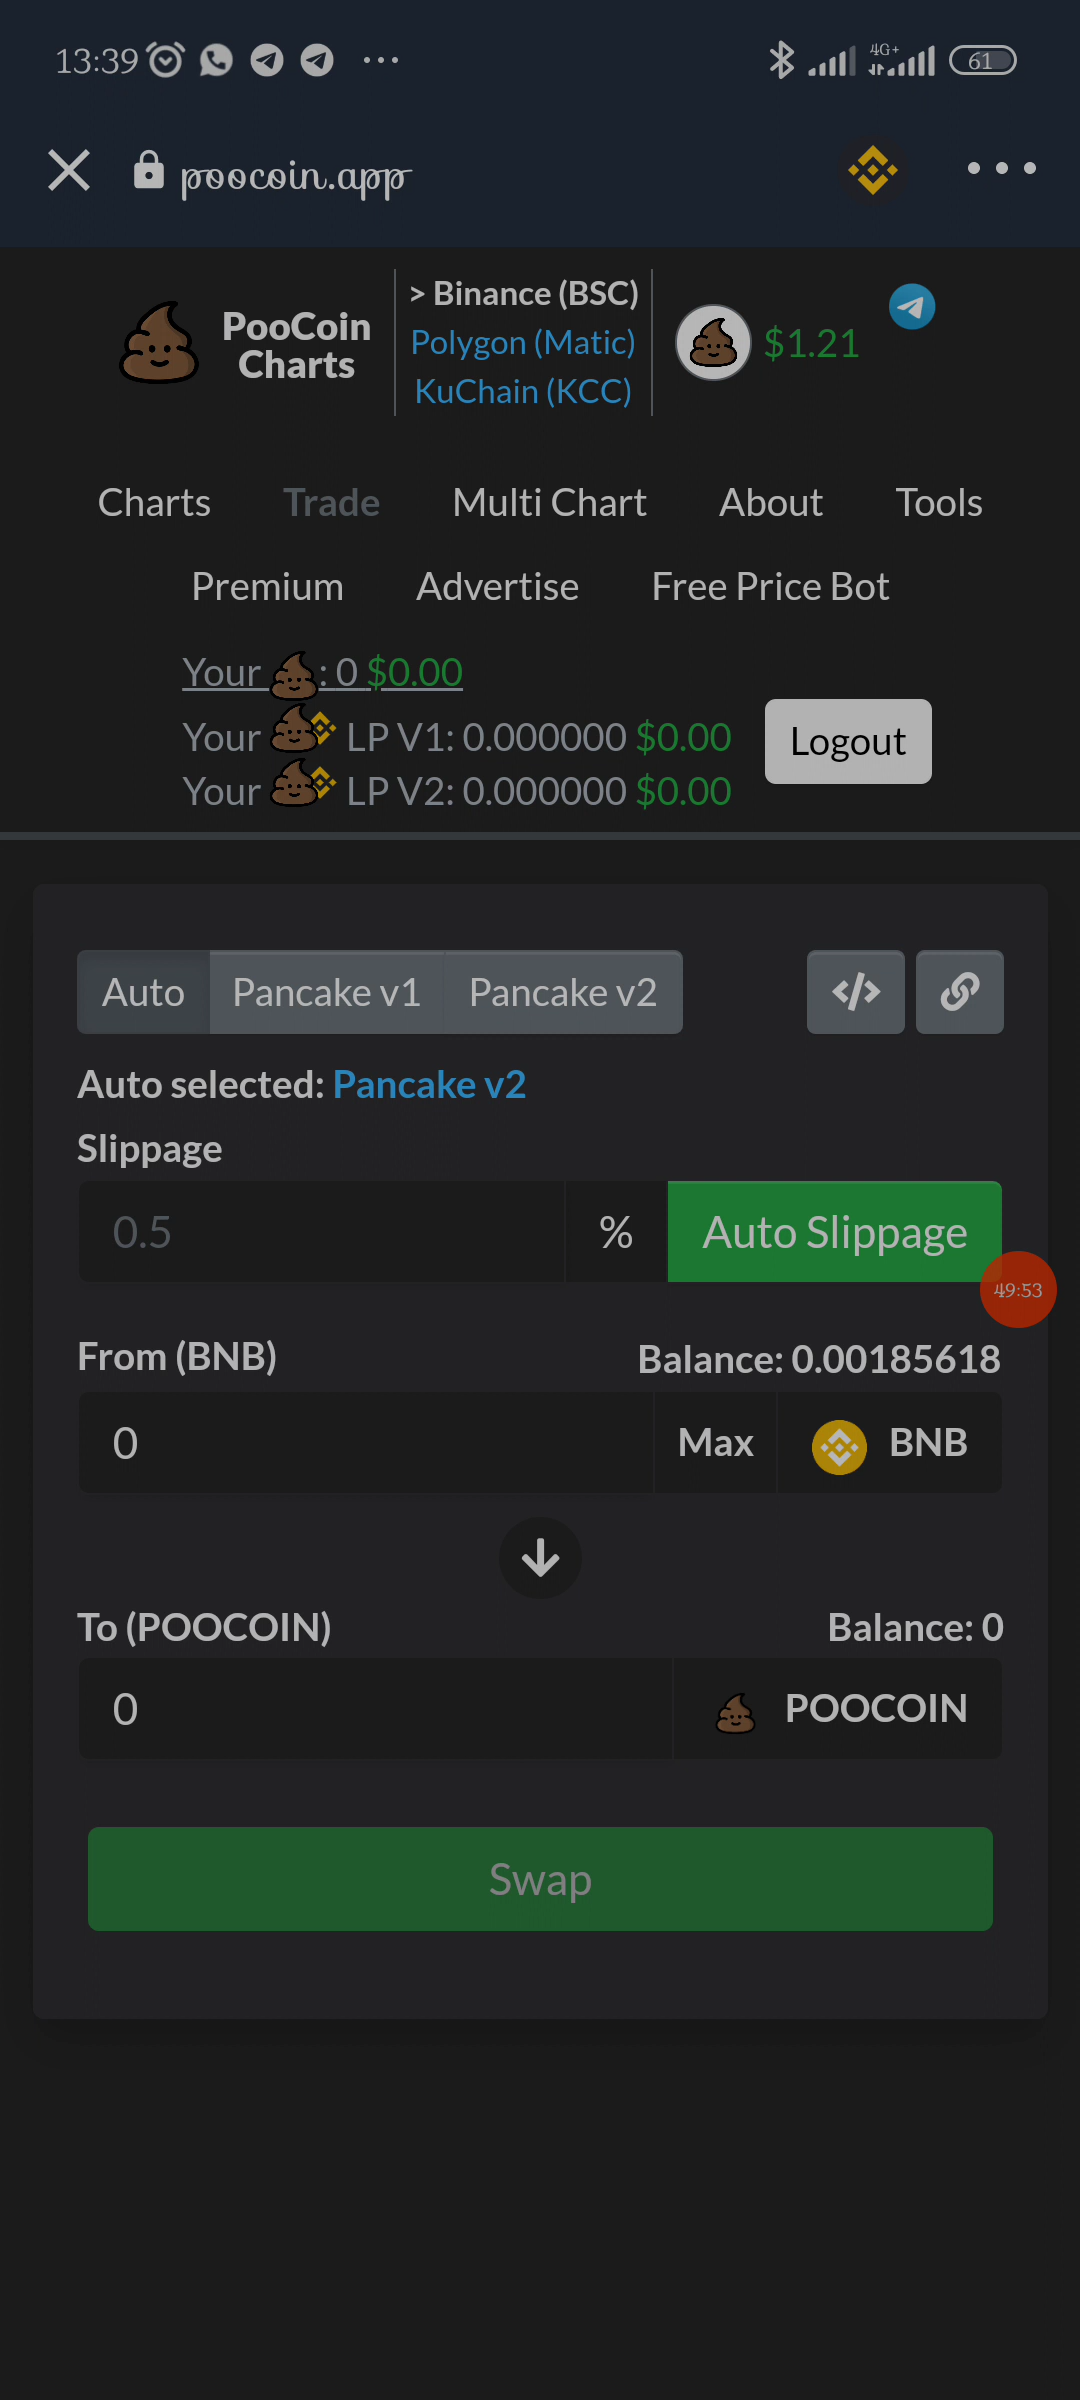 13:39
4G+
61
poocoin.app
PooCoin
Charts
> Binance (BSC)
Polygon (Matic)
KuChain (KCC)
$1.21
Charts Trade Multi Chart About Tools
Premium Advertise Free Price Bot
Your : 0 $0.00
Your LP V1: 0.000000 $0.00
Your LP V2: 0.000000 $0.00
Logout
Auto Pancake v1 Pancake v2 </>
Auto selected: Pancake v2
Slippage
0.5 % Auto Slippage
49:53
From (BNB) Balance: 0.00185618
0 Max BNB
To (POOCOIN) Balance: 0
0 POOCOIN
Swap